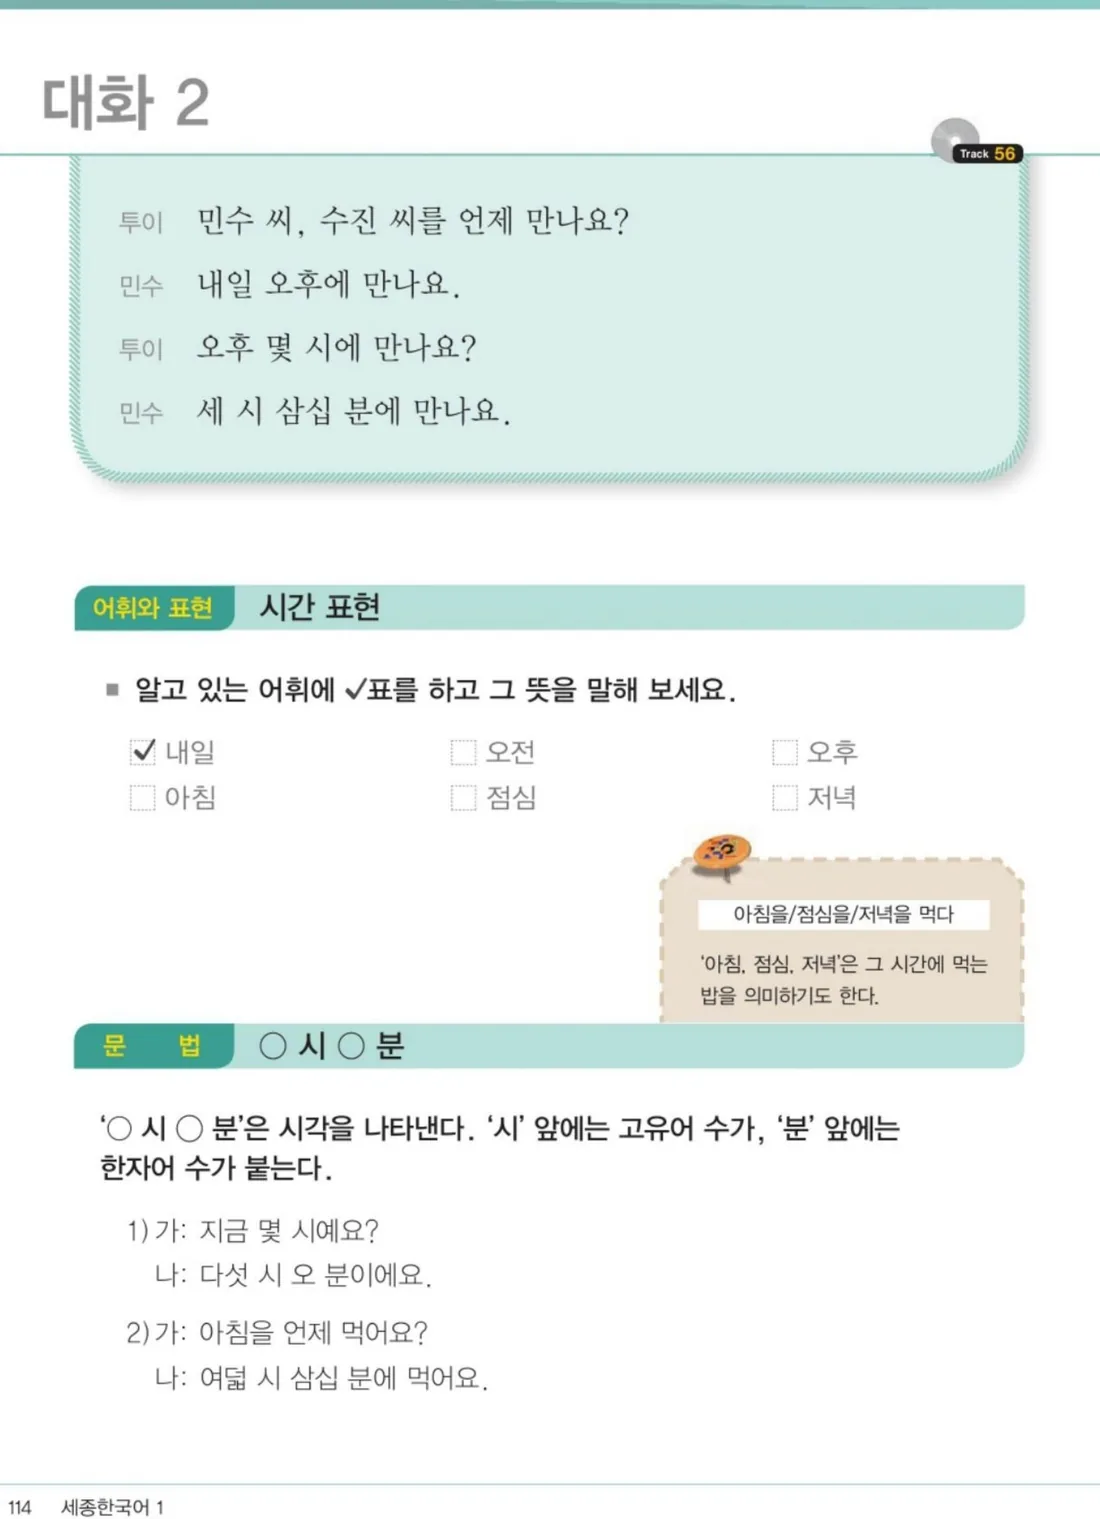 대화 2
Track 56
투이 민수 씨, 수진 씨를 언제 만나요?
민수 내일 오후에 만나요.
투이 오후 몇 시에 만나요?
민수 세 시 삼십 분에 만나요.
어휘와 표현 시간 표현
■ 알고 있는 어휘에 ✓표를 하고 그 뜻을 말해 보세요.
✓ 내일 오전 오후
아침 점심 저녁
아침을/점심을/저녁을 먹다
‘아침, 점심, 저녁’은 그 시간에 먹는
밥을 의미하기도 한다.
문 법 ○ 시 ○ 분
‘○ 시 ○ 분’은 시각을 나타낸다. ‘시’ 앞에는 고유어 수가, ‘분’ 앞에는
한자어 수가 붙는다.
1) 가: 지금 몇 시예요?
나: 다섯 시 오 분이에요.
2) 가: 아침을 언제 먹어요?
나: 여덟 시 삼십 분에 먹어요.
114 세종한국어 1